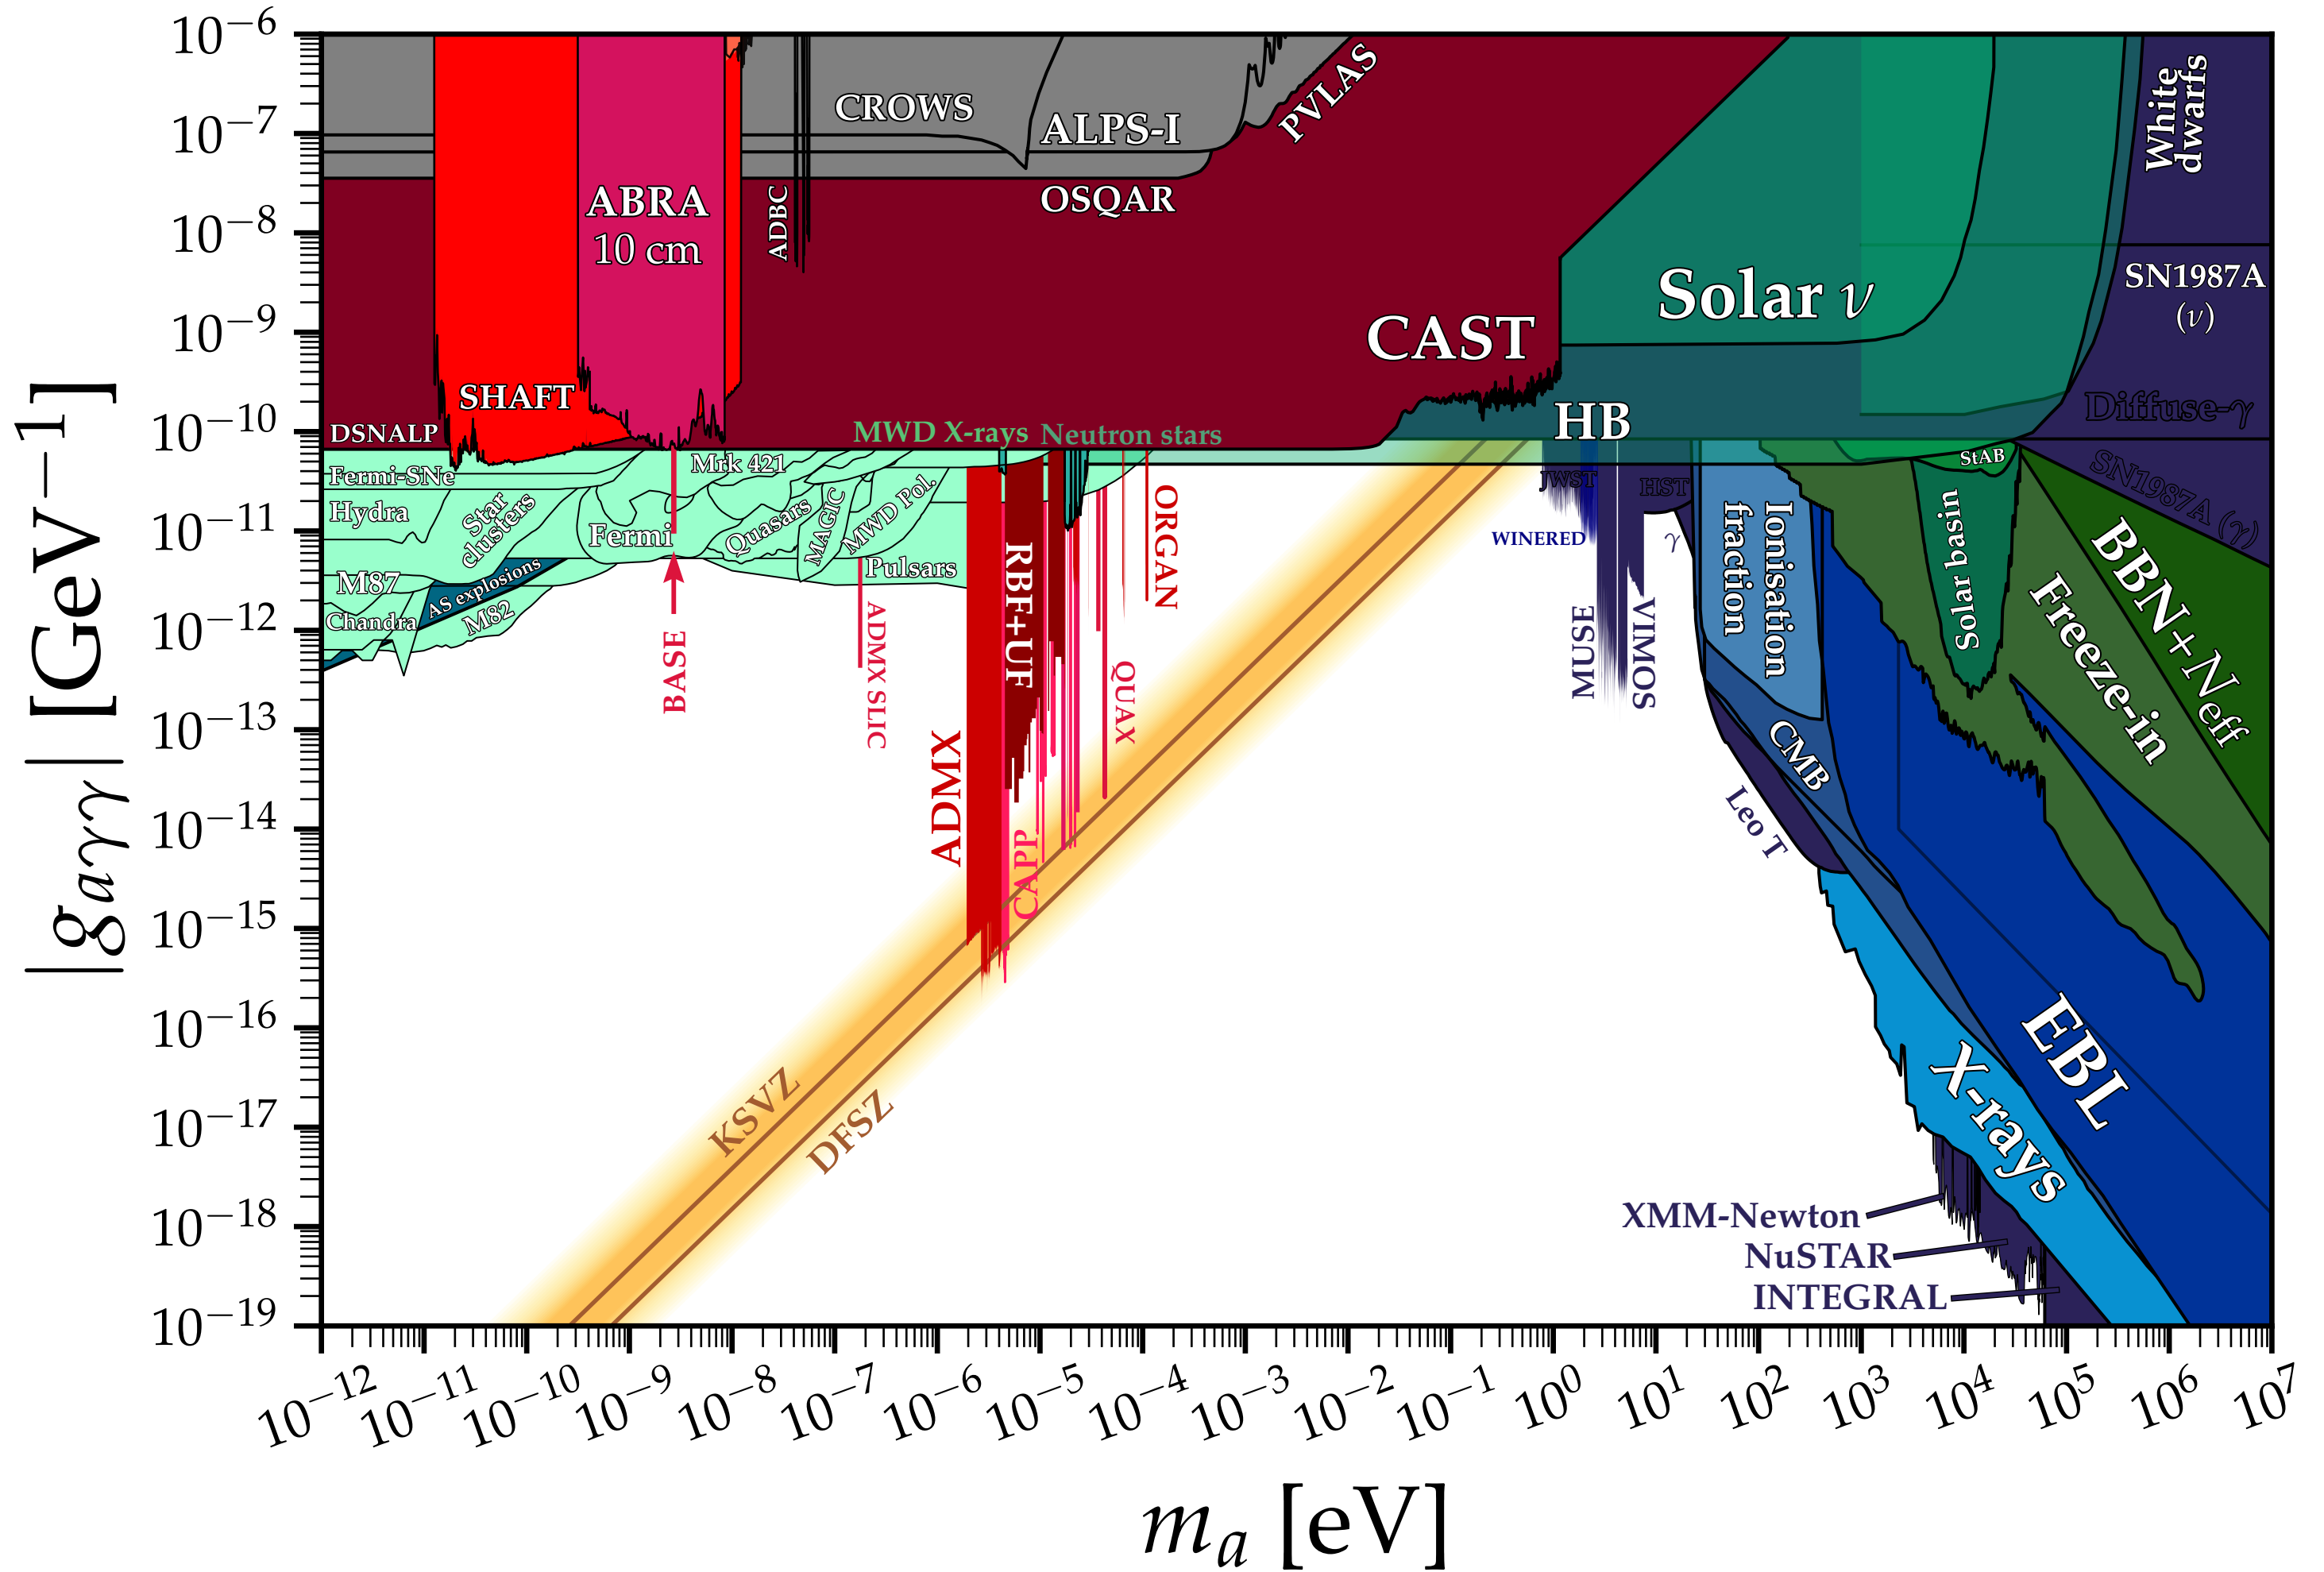 |g_{aγγ}| [GeV⁻¹]
10⁻⁶
10⁻⁷
10⁻⁸
10⁻⁹
10⁻¹⁰
10⁻¹¹
10⁻¹²
10⁻¹³
10⁻¹⁴
10⁻¹⁵
10⁻¹⁶
10⁻¹⁷
10⁻¹⁸
10⁻¹⁹
CROWS
ALPS-I
PVLAS
White
dwarfs
ABRA
10 cm
ADBC
OSQAR
Solar ν
SN1987A
(ν)
CAST
SHAFT
HB
Diffuse-γ
DSNALP
MWD X-rays
Neutron stars
Fermi-SNe
Mrk 421
StAB
SN1987A (γ)
Hydra
Star
clusters
Fermi
Quasars
MAGIC
MWD Pol.
Pulsars
ORGAN
JWST
HST
WINERED
γ
Ionisation
fraction
Solar basin
BBN+N_eff
Freeze-in
M87
AS explosions
Chandra
M82
BASE
ADMX SLIC
RBF+UF
QUAX
MUSE
VIMOS
ADMX
CAPP
CMB
Leo T
EBL
X-rays
KSVZ
DFSZ
XMM-Newton
NuSTAR
INTEGRAL
10⁻¹²
10⁻¹¹
10⁻¹⁰
10⁻⁹
10⁻⁸
10⁻⁷
10⁻⁶
10⁻⁵
10⁻⁴
10⁻³
10⁻²
10⁻¹
10⁰
10¹
10²
10³
10⁴
10⁵
10⁶
10⁷
mₐ [eV]